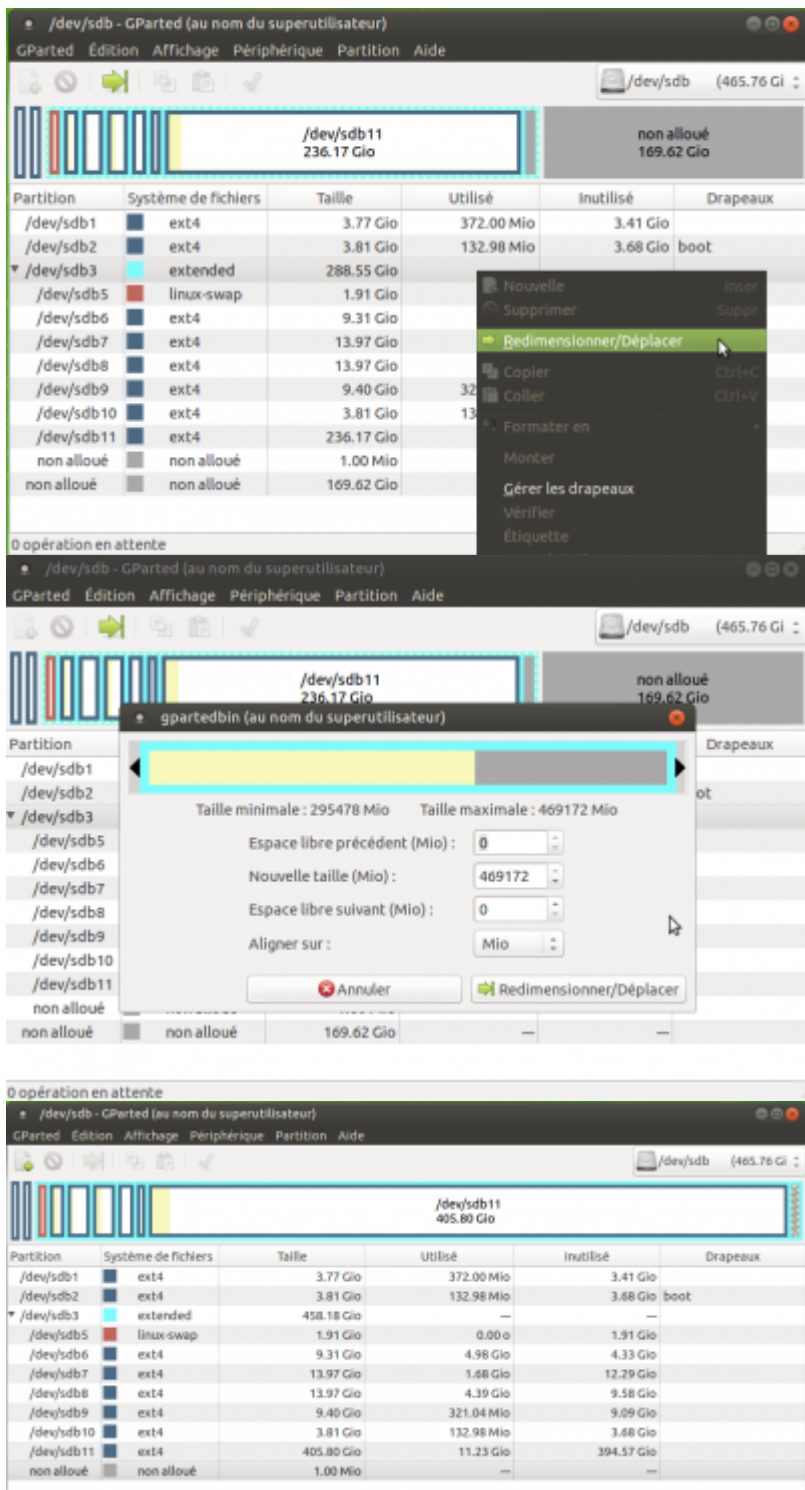 /dev/sdb - GParted (au nom du superutilisateur)
GParted Édition Affichage Périphérique Partition Aide
/dev/sdb (465.76 Gi
/dev/sdb11
236.17 Gio
non alloué
169.62 Gio
Partition Système de fichiers Taille Utilisé Inutilisé Drapeaux
/dev/sdb1 ext4 3.77 Gio 372.00 Mio 3.41 Gio
/dev/sdb2 ext4 3.81 Gio 132.98 Mio 3.68 Gio boot
/dev/sdb3 extended 288.55 Gio
/dev/sdb5 linux-swap 1.91 Gio
/dev/sdb6 ext4 9.31 Gio
/dev/sdb7 ext4 13.97 Gio
/dev/sdb8 ext4 13.97 Gio
/dev/sdb9 ext4 9.40 Gio 32
/dev/sdb10 ext4 3.81 Gio 13
/dev/sdb11 ext4 236.17 Gio
non alloué non alloué 1.00 Mio
non alloué non alloué 169.62 Gio
Nouvelle Inser
Supprimer Suppr
Redimensionner/Déplacer
Copier Ctrl+C
Coller Ctrl+V
Formater en
Monter
Gérer les drapeaux
Vérifier
Étiquette
0 opération en attente
/dev/sdb - GParted (au nom du superutilisateur)
GParted Édition Affichage Périphérique Partition Aide
/dev/sdb (465.76 Gi
/dev/sdb11
236.17 Gio
non alloué
169.62 Gio
gpartedbin (au nom du superutilisateur)
Partition Drapeaux
/dev/sdb1
/dev/sdb2 ot
/dev/sdb3
/dev/sdb5
/dev/sdb6
/dev/sdb7
/dev/sdb8
/dev/sdb9
/dev/sdb10
/dev/sdb11
non alloué
non alloué non alloué 169.62 Gio — —
Taille minimale : 295478 Mio Taille maximale : 469172 Mio
Espace libre précédent (Mio) : 0
Nouvelle taille (Mio) : 469172
Espace libre suivant (Mio) : 0
Aligner sur : Mio
Annuler Redimensionner/Déplacer
0 opération en attente
/dev/sdb - GParted (au nom du superutilisateur)
GParted Édition Affichage Périphérique Partition Aide
/dev/sdb (465.76 Gi
/dev/sdb11
405.80 Gio
Partition Système de fichiers Taille Utilisé Inutilisé Drapeaux
/dev/sdb1 ext4 3.77 Gio 372.00 Mio 3.41 Gio
/dev/sdb2 ext4 3.81 Gio 132.98 Mio 3.68 Gio boot
/dev/sdb3 extended 458.18 Gio — —
/dev/sdb5 linux-swap 1.91 Gio 0.00 o 1.91 Gio
/dev/sdb6 ext4 9.31 Gio 4.98 Gio 4.33 Gio
/dev/sdb7 ext4 13.97 Gio 1.68 Gio 12.29 Gio
/dev/sdb8 ext4 13.97 Gio 4.39 Gio 9.58 Gio
/dev/sdb9 ext4 9.40 Gio 321.04 Mio 9.09 Gio
/dev/sdb10 ext4 3.81 Gio 132.98 Mio 3.68 Gio
/dev/sdb11 ext4 405.80 Gio 11.23 Gio 394.57 Gio
non alloué non alloué 1.00 Mio — —